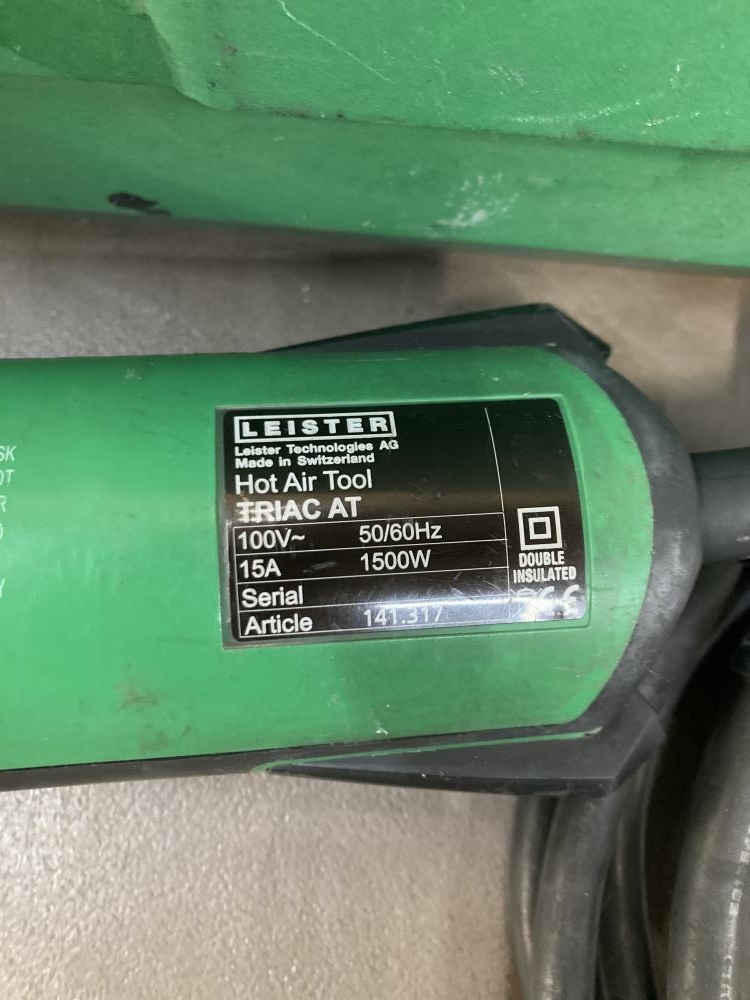 LEISTER
Leister Technologies AG
Made in Switzerland
Hot Air Tool
TRIAC AT
100V~ 50/60Hz
15A 1500W
Serial
Article 141.317
DOUBLE
INSULATED